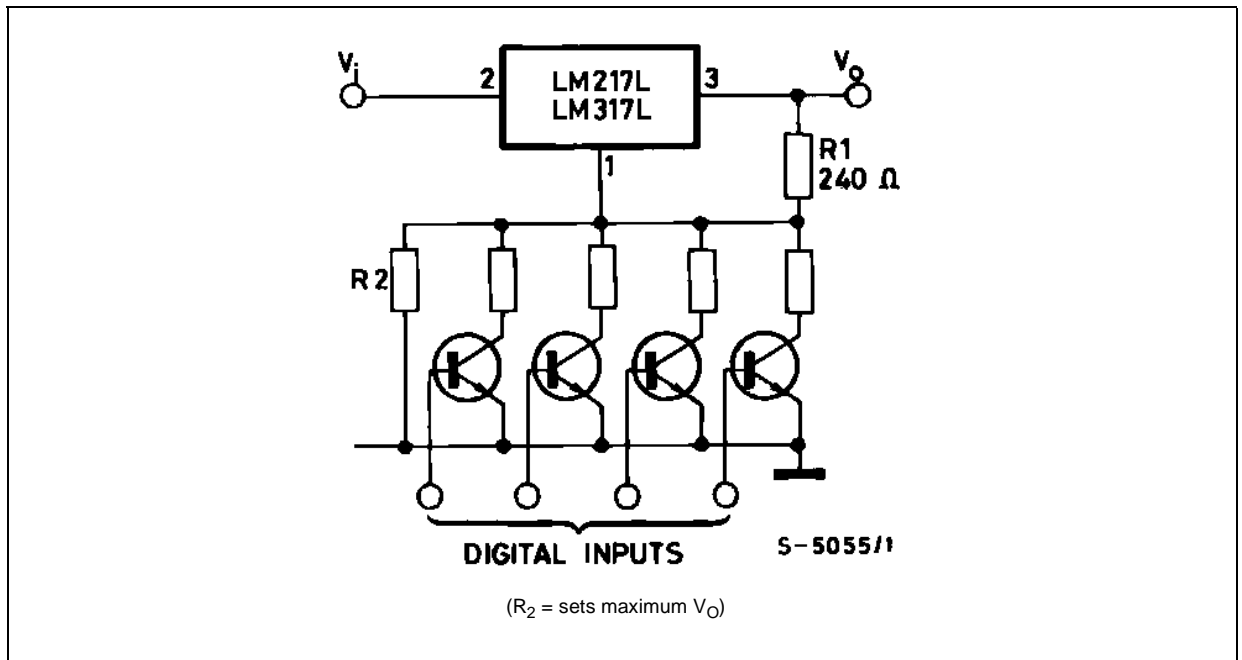 Vi
2
LM217L
LM317L
3
Vo
1
R1
240 Ω
R2
DIGITAL INPUTS
S-5055/1
(R2 = sets maximum VO)